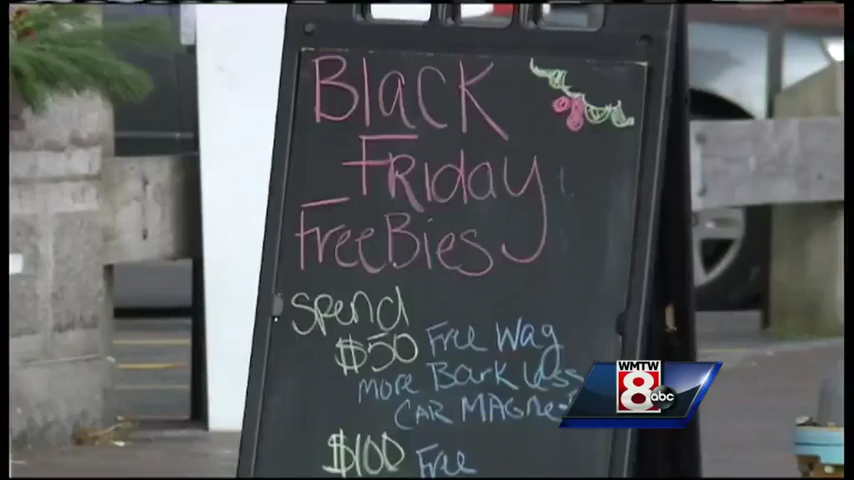 Black
Friday
FreeBies
Spend
$50 Free Wag
More Bark Less
CAR MAGnet
$100 Free
WMTW
8 abc